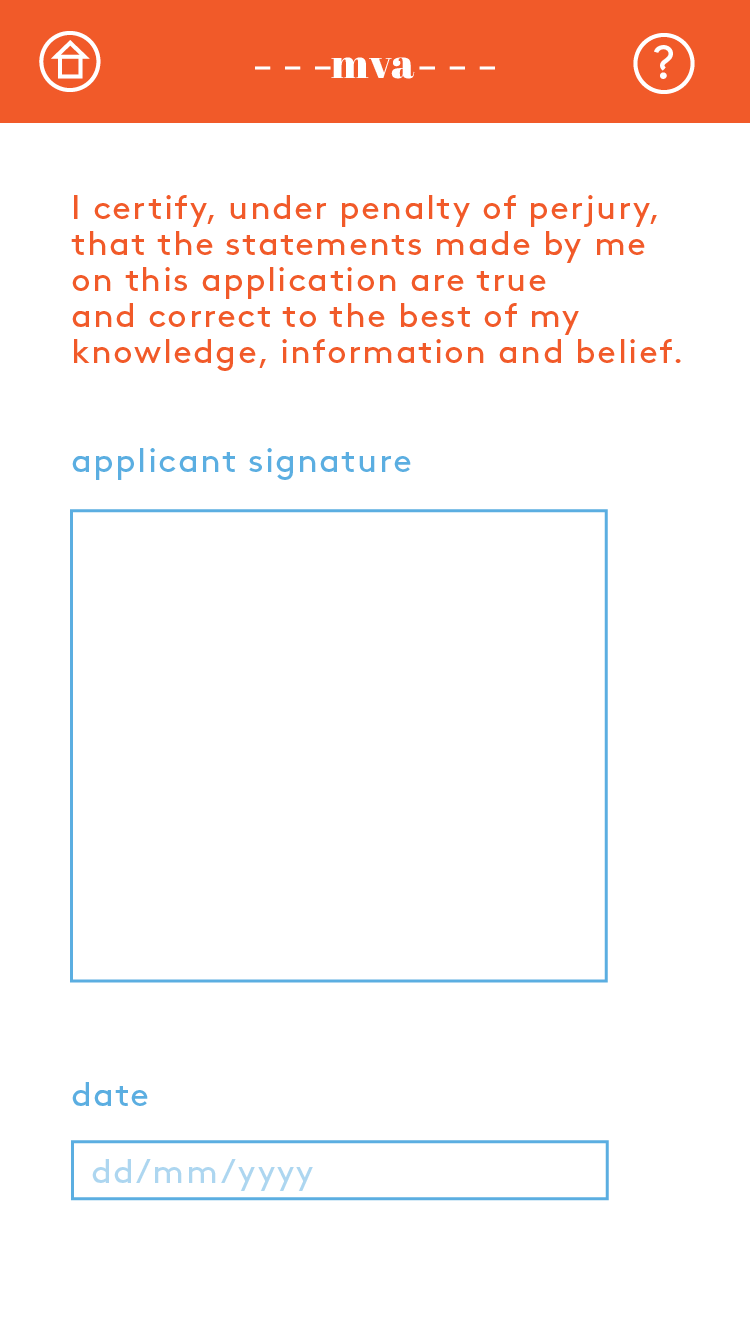 - - -mva- - -
?
I certify, under penalty of perjury,
that the statements made by me
on this application are true
and correct to the best of my
knowledge, information and belief.
applicant signature
date
dd/mm/yyyy